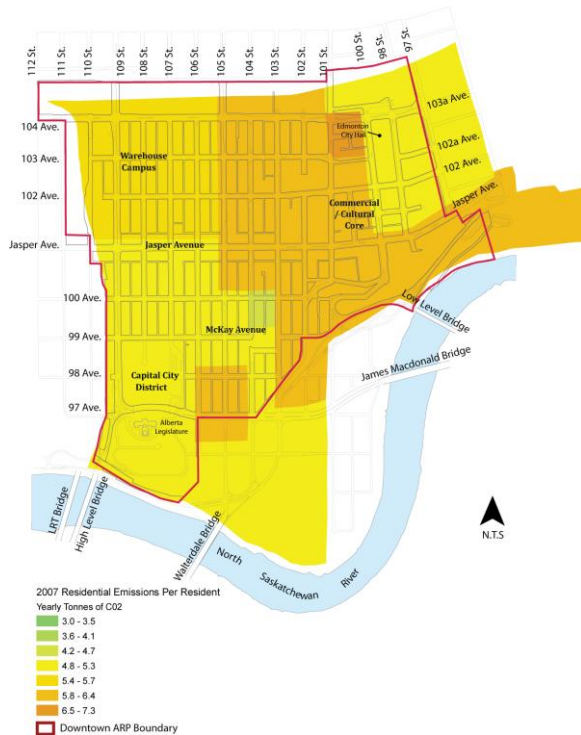 112 St.
111 St.
110 St.
109 St.
108 St.
107 St.
106 St.
105 St.
104 St.
103 St.
102 St.
101 St.
100 St.
98 St.
97 St.
103a Ave.
102a Ave.
102 Ave.
Jasper Ave.
104 Ave.
103 Ave.
102 Ave.
Jasper Ave.
100 Ave.
99 Ave.
98 Ave.
97 Ave.
Edmonton
City Hall
Warehouse
Campus
Commercial
/ Cultural
Core
Jasper Avenue
McKay Avenue
Capital City
District
Alberta
Legislature
Low Level Bridge
James Macdonald Bridge
LRT Bridge
High Level Bridge
Walterdale Bridge
North Saskatchewan River
N.T.S
2007 Residential Emissions Per Resident
Yearly Tonnes of C02
3.0 - 3.5
3.6 - 4.1
4.2 - 4.7
4.8 - 5.3
5.4 - 5.7
5.8 - 6.4
6.5 - 7.3
Downtown ARP Boundary